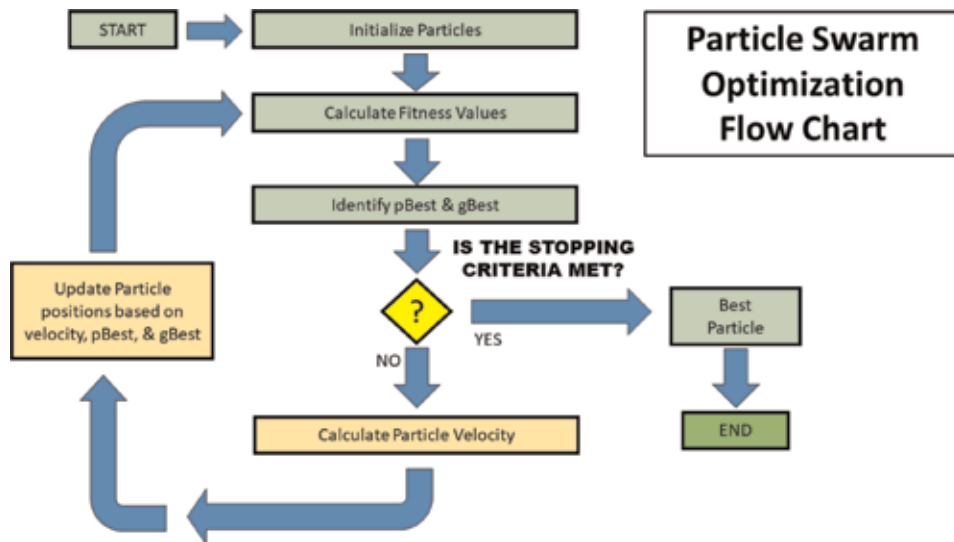 START
Initialize Particles
Particle Swarm
Optimization
Flow Chart
Calculate Fitness Values
Identify pBest & gBest
IS THE STOPPING
CRITERIA MET?
Update Particle
positions based on
velocity, pBest, & gBest
?
YES
Best
Particle
NO
Calculate Particle Velocity
END